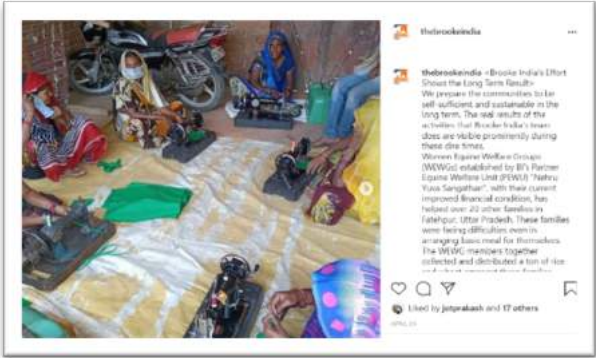 thebrookeindia
thebrookeindia <Brooke India's Effort
Shows the Long Term Results>
We prepare the communities to be
self-sufficient and sustainable in the
long term. The real results of the
activities that Brooke India's team
does are visible prominently during
these dire times.
Women Equine Welfare Groups
(WEWGs) established by BI's Partner
Equine Welfare Unit (PEWU) "Nehru
Yuva Sangathan", with their current
improved financial condition, has
helped over 20 other families in
Fatehpur, Uttar Pradesh. These families
were facing difficulties even in
arranging basic meal for themselves.
The WEWG members together
collected and distributed a ton of rice
Liked by jotprakash and 17 others